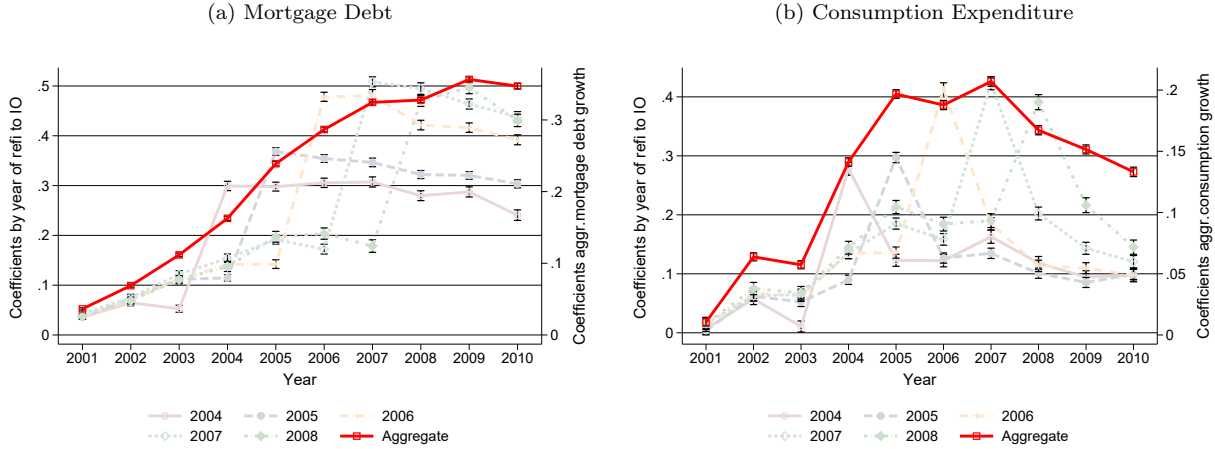 (a) Mortgage Debt
Coefficients by year of refi to IO
.5
.4
.3
.2
.1
0
.3
.2
.1
0
Coefficients aggr.mortgage debt growth
2001 2002 2003 2004 2005 2006 2007 2008 2009 2010
Year
2004 2005 2006
2007 2008 Aggregate
(b) Consumption Expenditure
Coefficients by year of refi to IO
.4
.3
.2
.1
0
.2
.15
.1
.05
0
Coefficients aggr.consumption growth
2001 2002 2003 2004 2005 2006 2007 2008 2009 2010
Year
2004 2005 2006
2007 2008 Aggregate